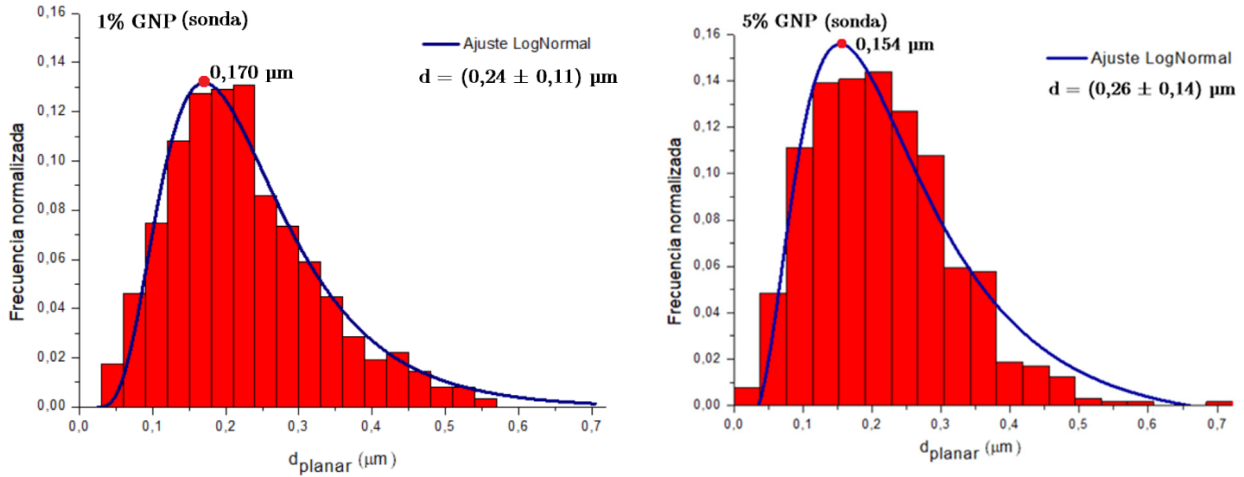 1% GNP (sonda)
Ajuste LogNormal
d = (0,24 ± 0,11) µm
0,170 µm
Frecuencia normalizada
0,16
0,14
0,12
0,10
0,08
0,06
0,04
0,02
0,00
0,0 0,1 0,2 0,3 0,4 0,5 0,6 0,7
d planar (µm)
5% GNP (sonda)
0,154 µm
Ajuste LogNormal
d = (0,26 ± 0,14) µm
Frecuencia normalizada
0,16
0,14
0,12
0,10
0,08
0,06
0,04
0,02
0,00
0,0 0,1 0,2 0,3 0,4 0,5 0,6 0,7
d planar (µm)